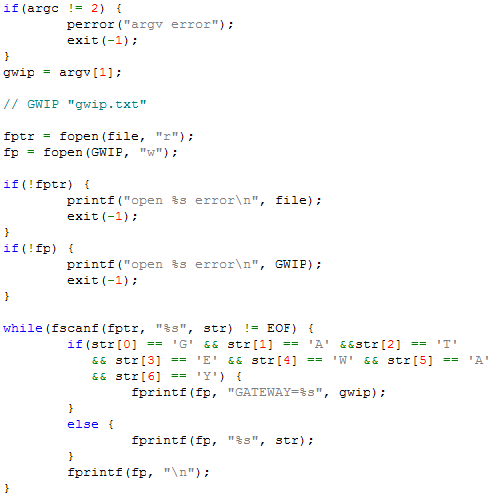 if(argc != 2) {
        perror("argv error");
        exit(-1);
}
gwip = argv[1];

// GWIP "gwip.txt"

fptr = fopen(file, "r");
fp = fopen(GWIP, "w");

if(!fptr) {
        printf("open %s error\n", file);
        exit(-1);
}
if(!fp) {
        printf("open %s error\n", GWIP);
        exit(-1);
}

while(fscanf(fptr, "%s", str) != EOF) {
        if(str[0] == 'G' && str[1] == 'A' &&str[2] == 'T'
           && str[3] == 'E' && str[4] == 'W' && str[5] == 'A'
           && str[6] == 'Y') {
                fprintf(fp, "GATEWAY=%s", gwip);
        }
        else {
                fprintf(fp, "%s", str);
        }
        fprintf(fp, "\n");
}